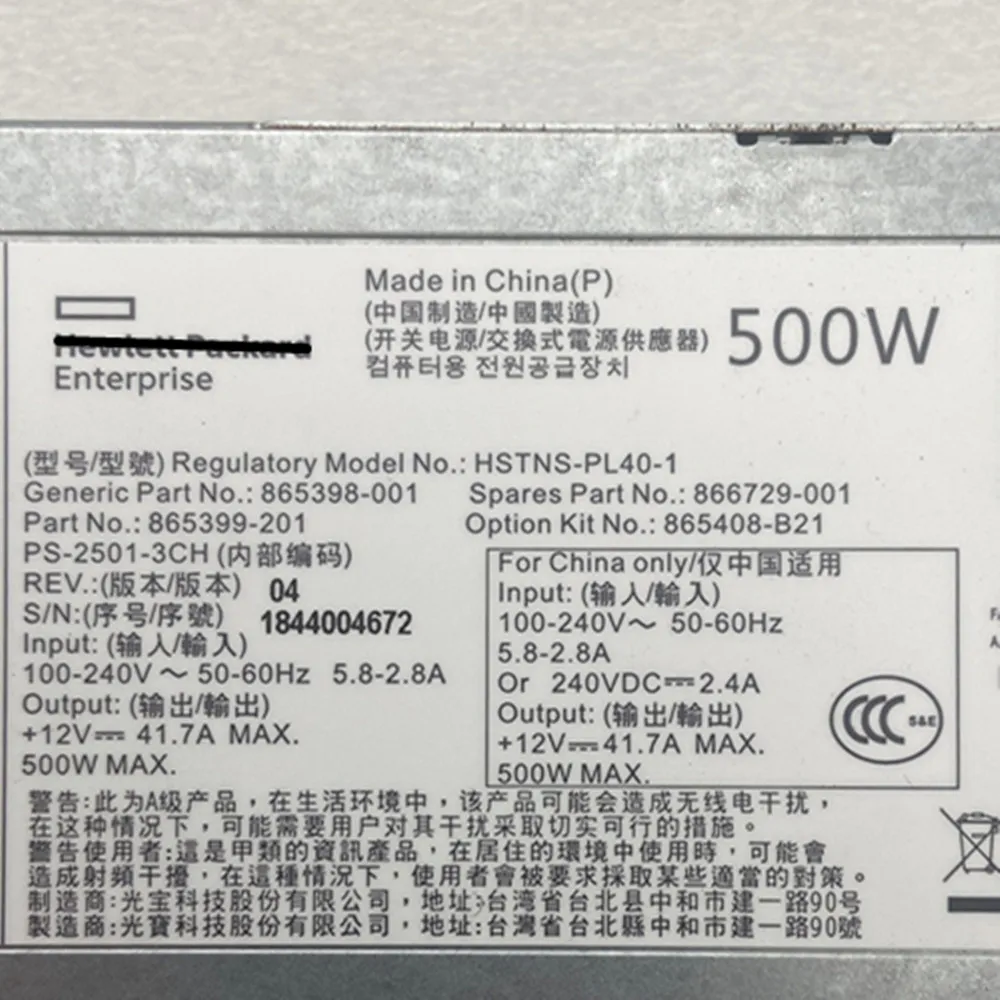 Made in China(P)
(中国制造/中國製造)
(开关电源/交換式電源供應器)
컴퓨터용 전원공급장치
500W
Hewlett Packard
Enterprise
(型号/型號) Regulatory Model No.: HSTNS-PL40-1
Generic Part No.: 865398-001 Spares Part No.: 866729-001
Part No.: 865399-201 Option Kit No.: 865408-B21
PS-2501-3CH (内部编码)
REV.:(版本/版本) 04
S/N:(序号/序號) 1844004672
Input: (输入/輸入)
100-240V ～ 50-60Hz 5.8-2.8A
Output: (输出/輸出)
+12V⎓ 41.7A MAX.
500W MAX.
For China only/仅中国适用
Input: (输入/輸入)
100-240V～ 50-60Hz
5.8-2.8A
Or 240VDC⎓2.4A
Output: (输出/輸出)
+12V⎓41.7A MAX.
500W MAX.
CCC S&E
警告:此为A级产品，在生活环境中，该产品可能会造成无线电干扰，
在这种情况下，可能需要用户对其干扰采取切实可行的措施。
警告使用者:這是甲類的資訊產品，在居住的環境中使用時，可能會
造成射頻干擾，在這種情況下，使用者會被要求採取某些適當的對策。
制造商:光宝科技股份有限公司，地址:台湾省台北县中和市建一路90号
製造商:光寶科技股份有限公司，地址:台灣省台北縣中和市建一路90號